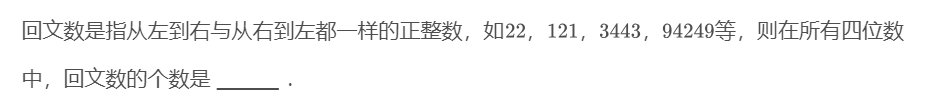 回文数是指从左到右与从右到左都一样的正整数，如22，121，3443，94249等，则在所有四位数
中，回文数的个数是 ______ ．